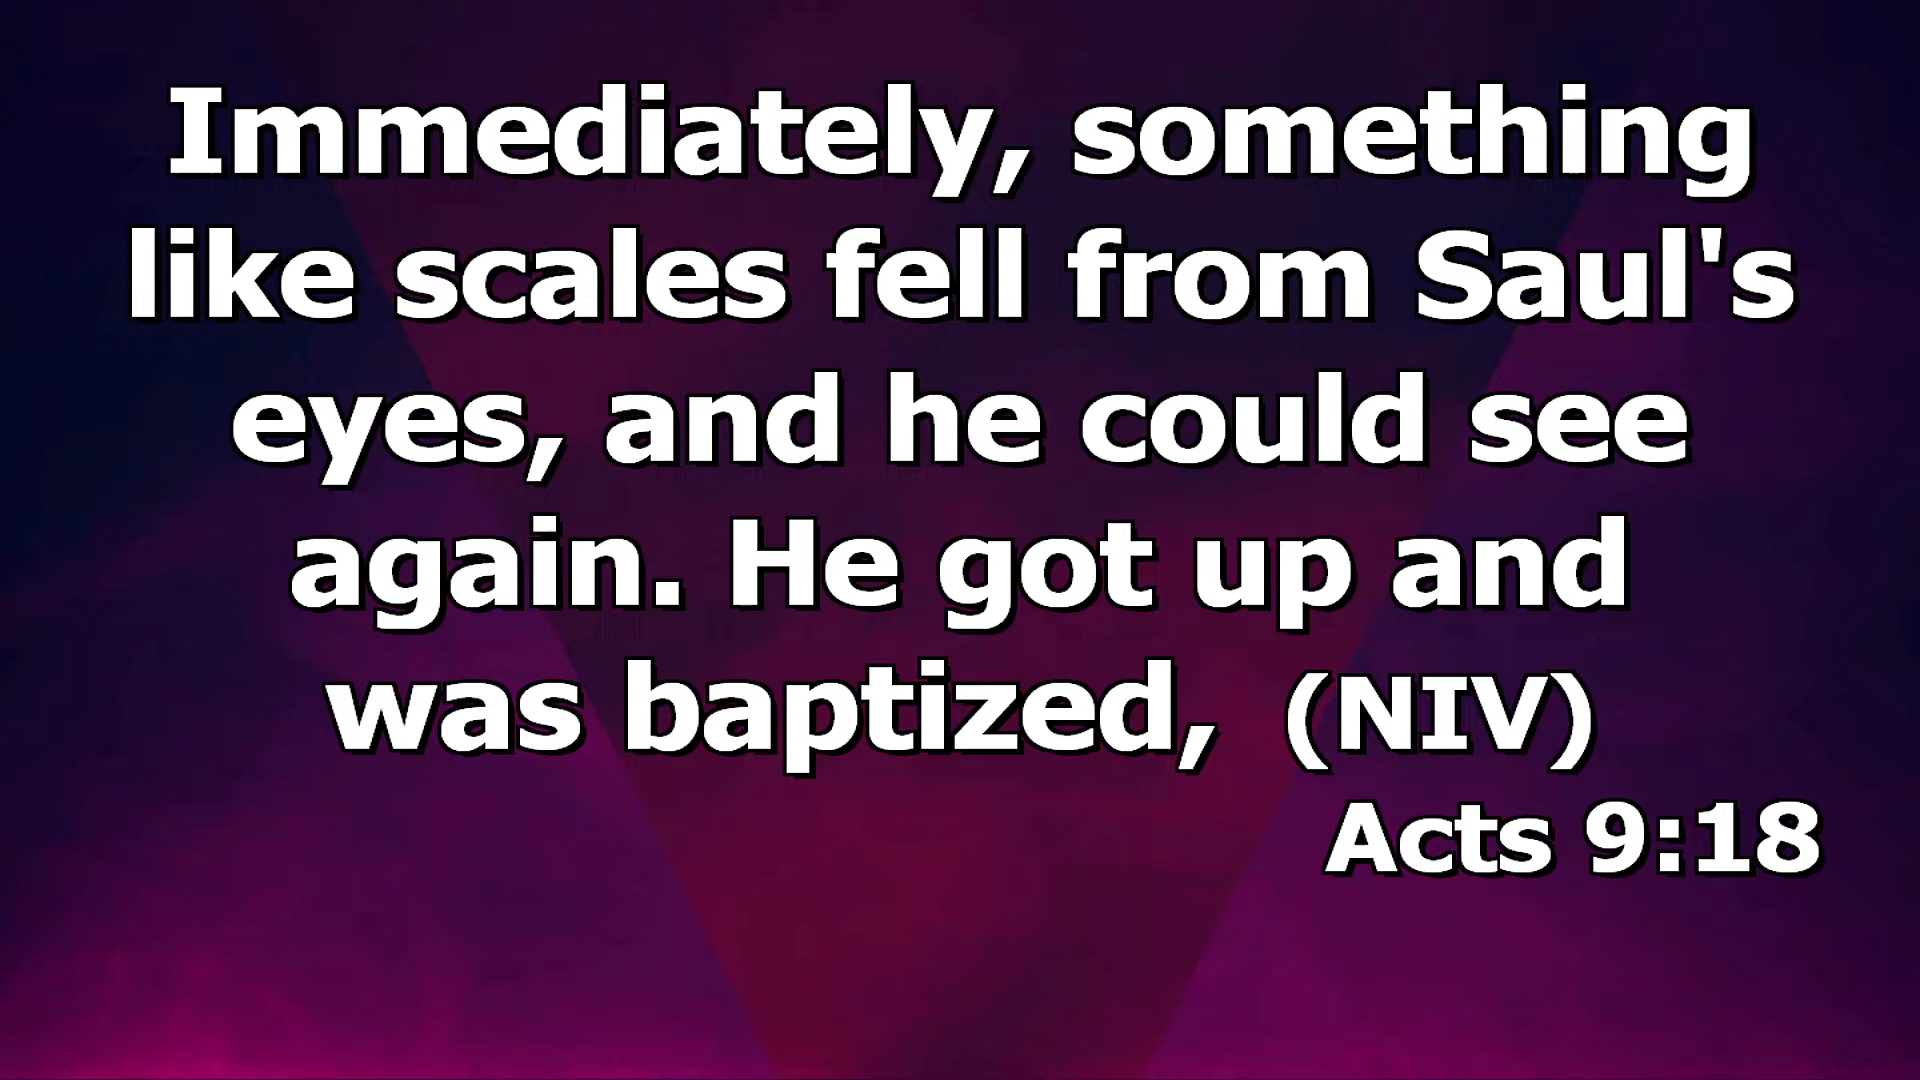 Immediately, something
like scales fell from Saul's
eyes, and he could see
again. He got up and
was baptized, (NIV)
Acts 9:18